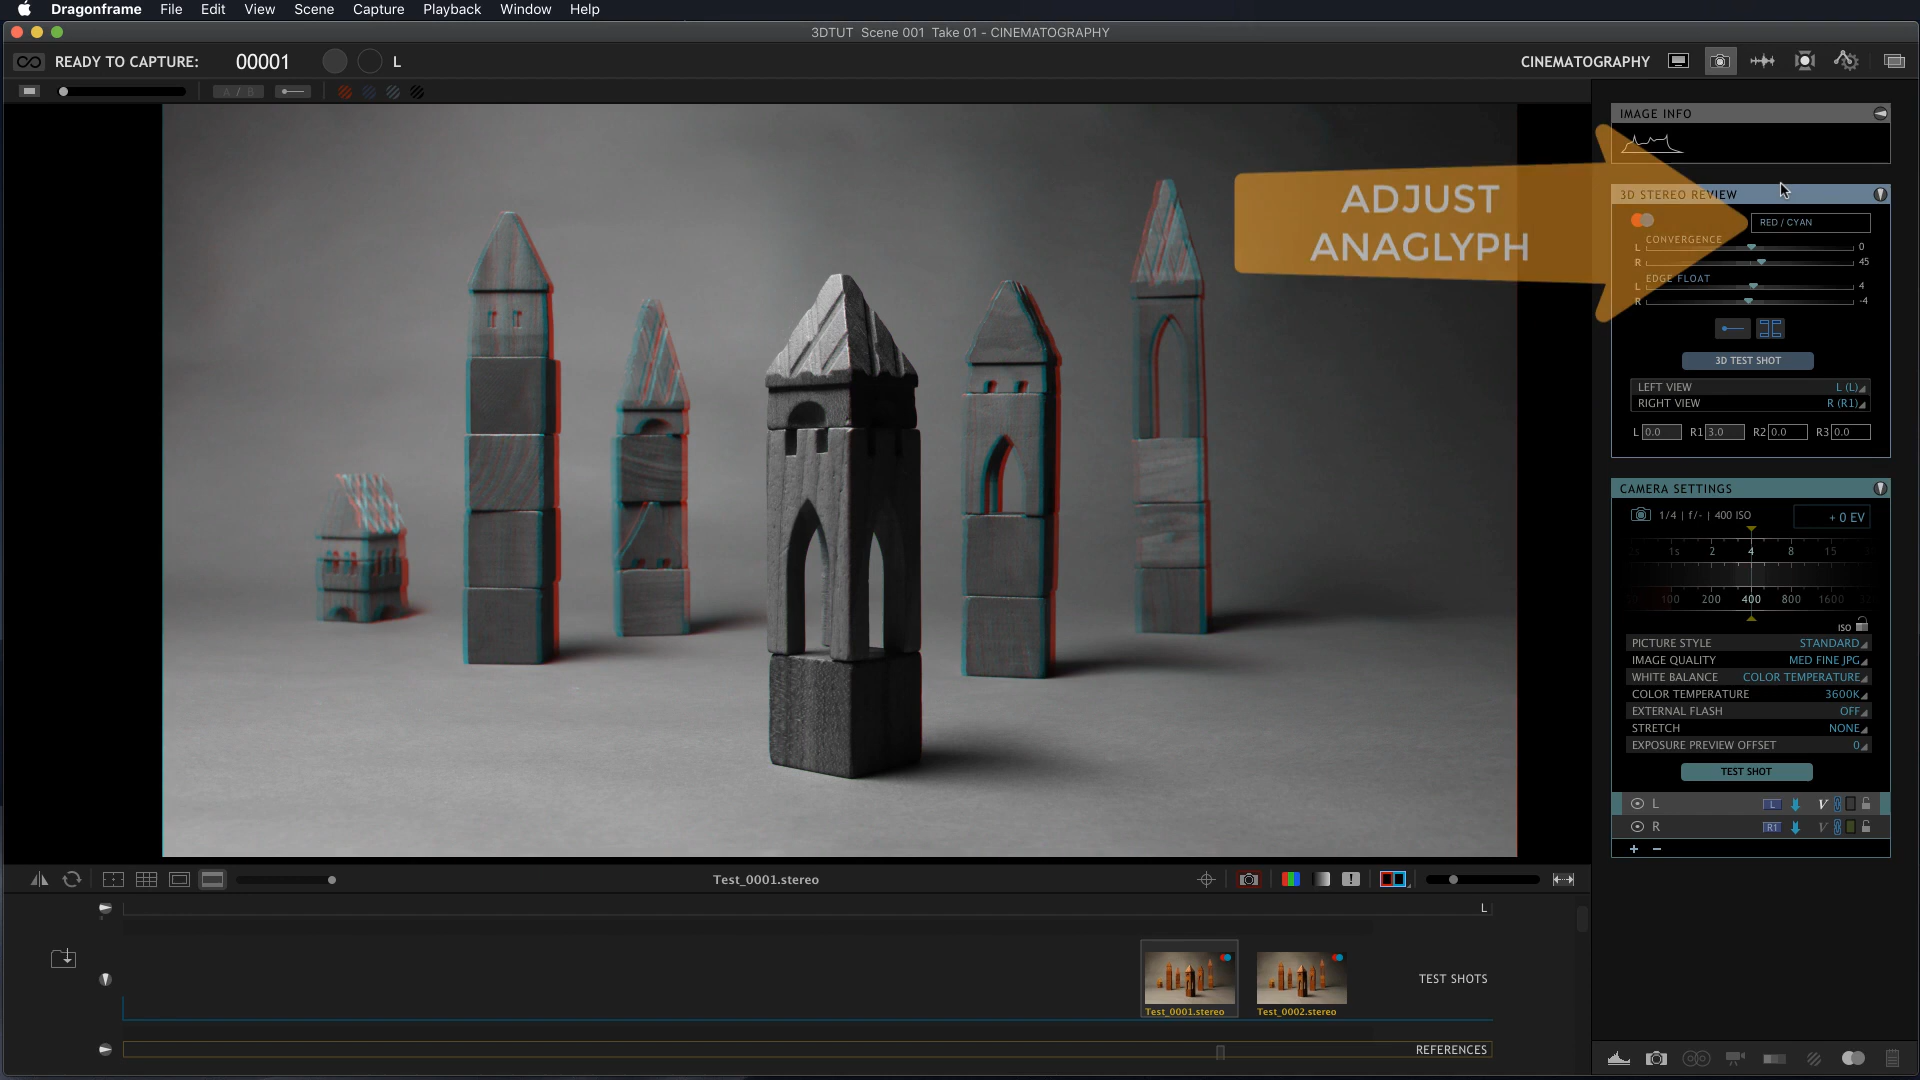 Dragonframe File Edit View Scene Capture Playback Window Help
3DTUT Scene 001 Take 01 - CINEMATOGRAPHY
READY TO CAPTURE: 00001 L
CINEMATOGRAPHY
A / B
IMAGE INFO
ADJUST
ANAGLYPH
3D STEREO REVIEW
RED / CYAN
CONVERGENCE
L 0
R 45
EDGE FLOAT
L 4
R -4
3D TEST SHOT
LEFT VIEW L (L)
RIGHT VIEW R (R1)
L 0.0 R1 3.0 R2 0.0 R3 0.0
CAMERA SETTINGS
1/4 | f/- | 400 ISO + 0 EV
1s 2 4 8 15
100 200 400 800 1600
ISO
PICTURE STYLE STANDARD
IMAGE QUALITY MED FINE JPG
WHITE BALANCE COLOR TEMPERATURE
COLOR TEMPERATURE 3600K
EXTERNAL FLASH OFF
STRETCH NONE
EXPOSURE PREVIEW OFFSET 0
TEST SHOT
L L V
R R1 V
+ −
Test_0001.stereo
L
TEST SHOTS
Test_0001.stereo Test_0002.stereo
REFERENCES